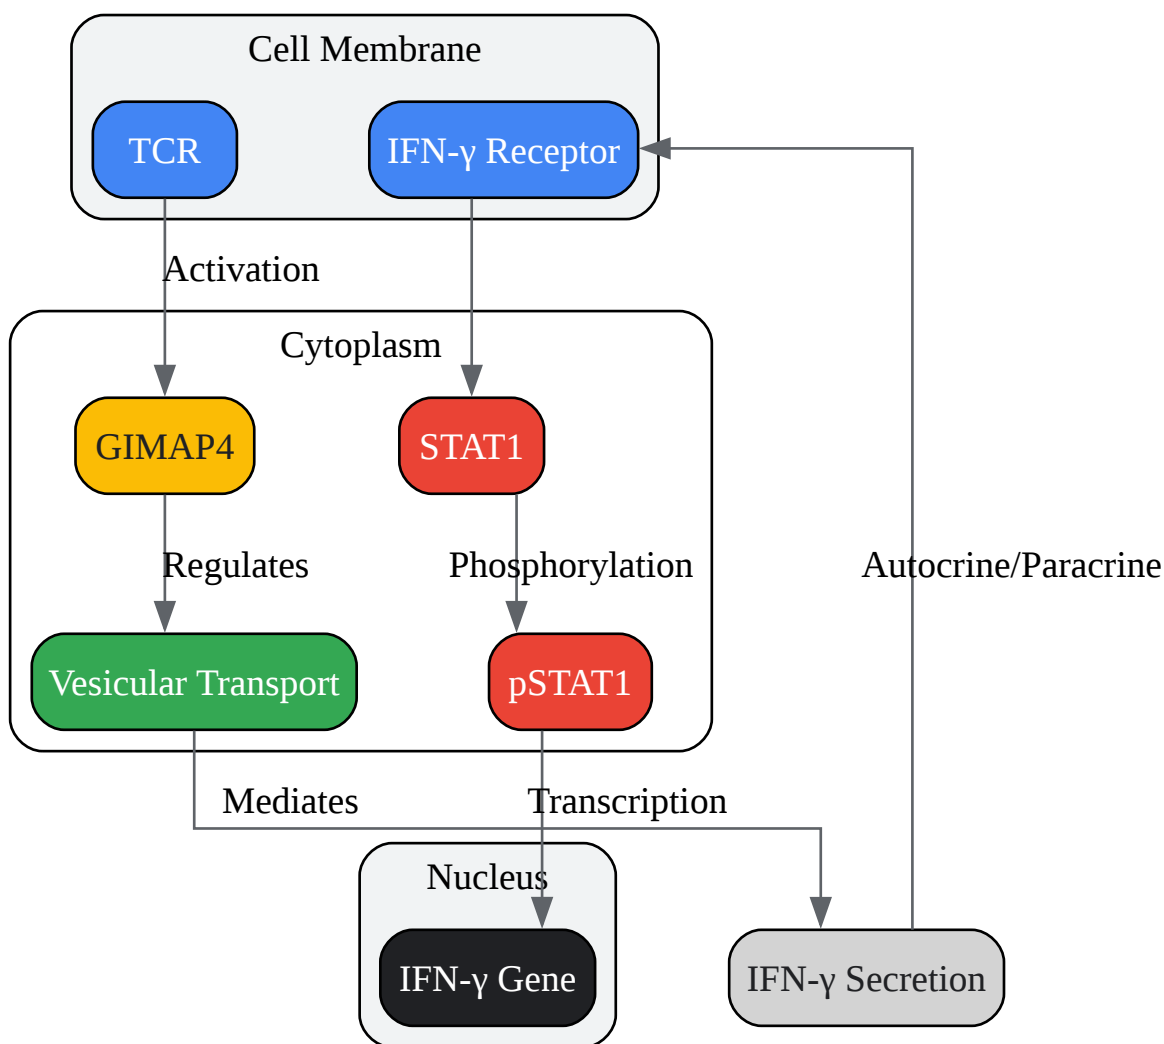 Cell Membrane
TCR
IFN-γ Receptor
Activation
Cytoplasm
GIMAP4
STAT1
Regulates
Phosphorylation
Autocrine/Paracrine
Vesicular Transport
pSTAT1
Mediates
Transcription
Nucleus
IFN-γ Gene
IFN-γ Secretion